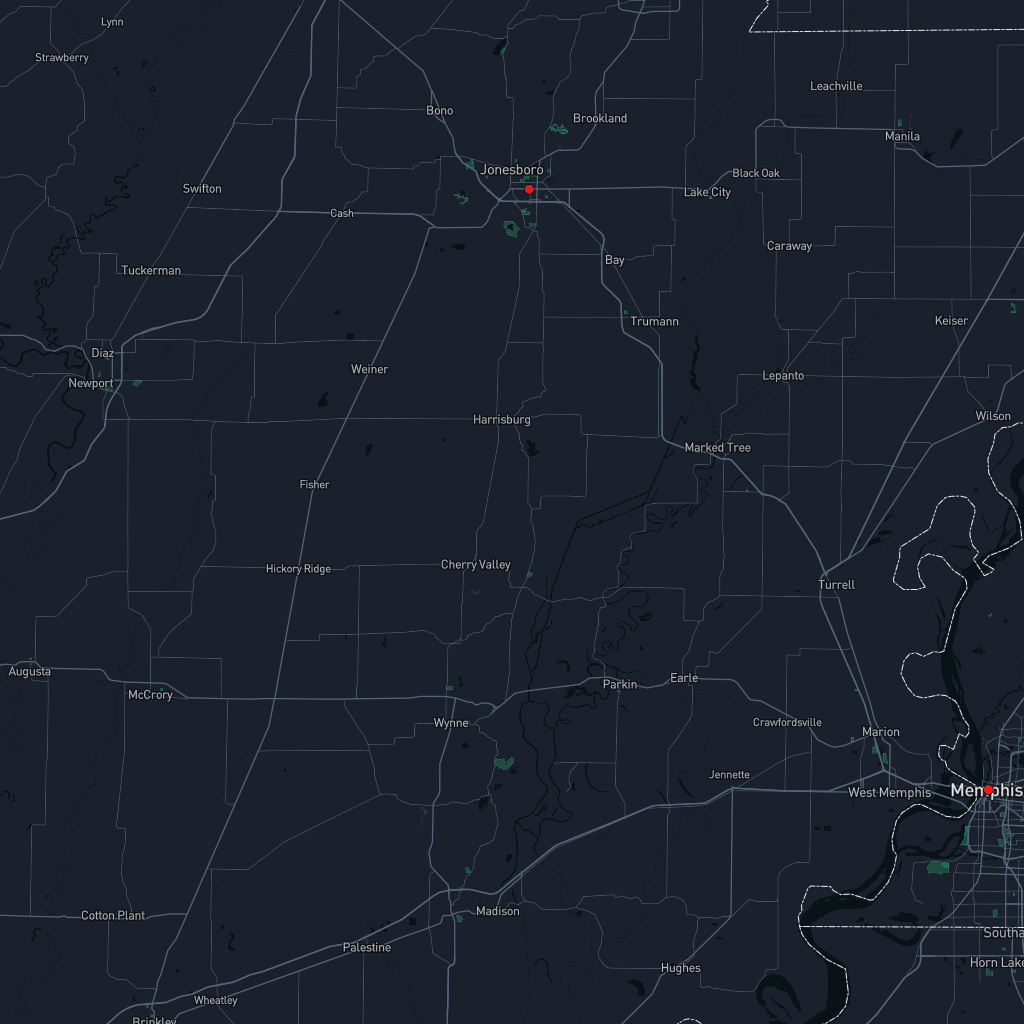 Lynn
Strawberry
Leachville
Bono
Brookland
Manila
Jonesboro
Black Oak
Swifton
Lake City
Cash
Caraway
Bay
Tuckerman
Trumann
Keiser
Diaz
Weiner
Lepanto
Newport
Wilson
Harrisburg
Marked Tree
Fisher
Cherry Valley
Hickory Ridge
Turrell
Augusta
Earle
Parkin
McCrory
Wynne
Crawfordsville
Marion
Jennette
Memphis
West Memphis
Madison
Cotton Plant
Southa
Palestine
Horn Lake
Hughes
Wheatley
Brinkley